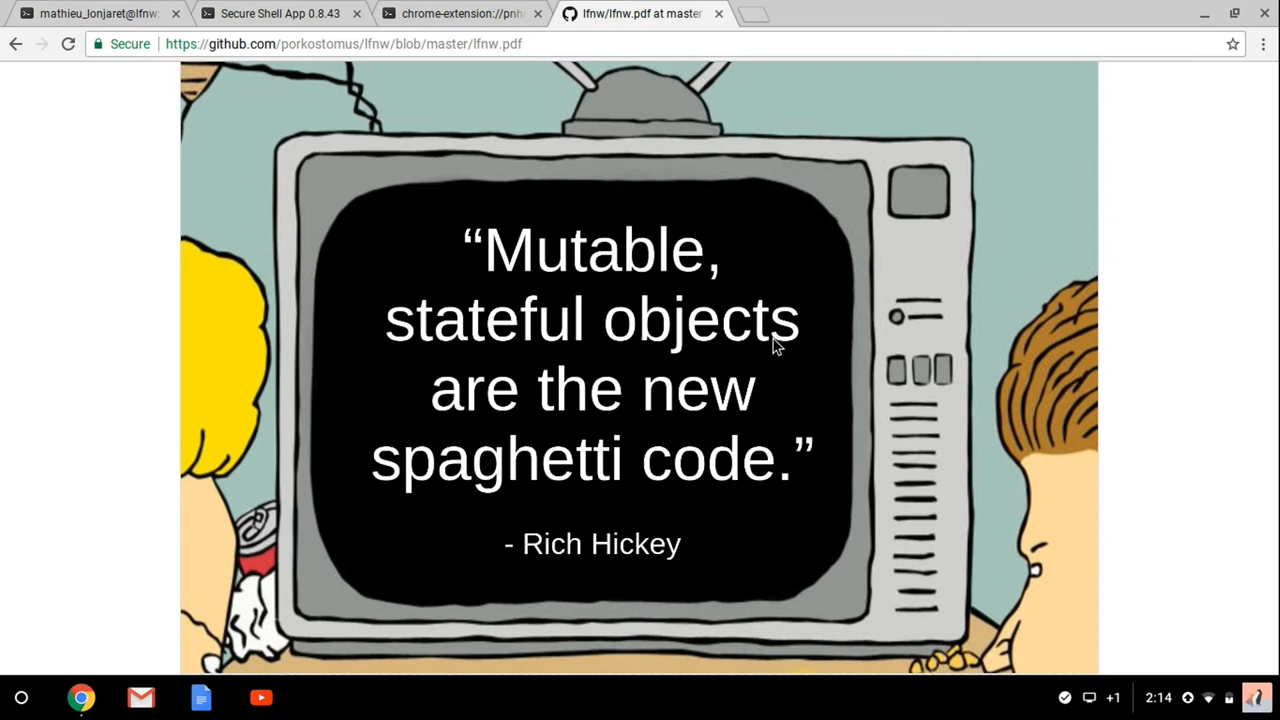 mathieu_lonjaret@lfnw:
Secure Shell App 0.8.43
chrome-extension://pnh
lfnw/lfnw.pdf at master
Secure
https://github.com/porkostomus/lfnw/blob/master/lfnw.pdf
“Mutable,
stateful objects
are the new
spaghetti code.”
- Rich Hickey
+1
2:14